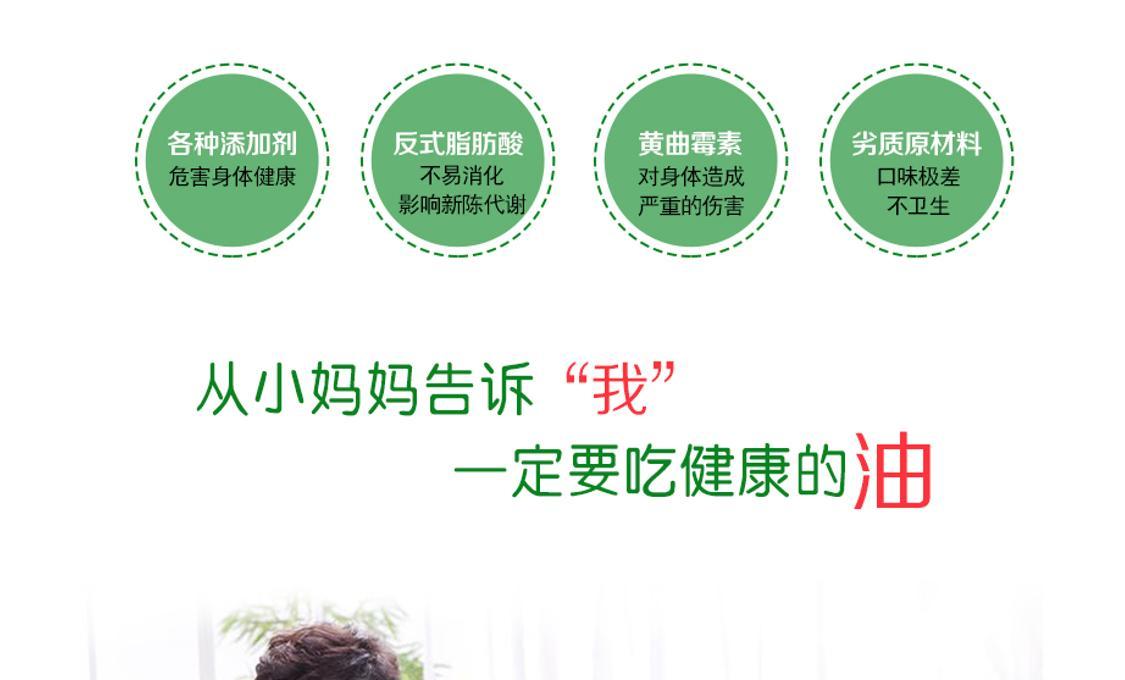 各种添加剂
危害身体健康
反式脂肪酸
不易消化
影响新陈代谢
黄曲霉素
对身体造成
严重的伤害
劣质原材料
口味极差
不卫生
从小妈妈告诉“我”
一定要吃健康的油